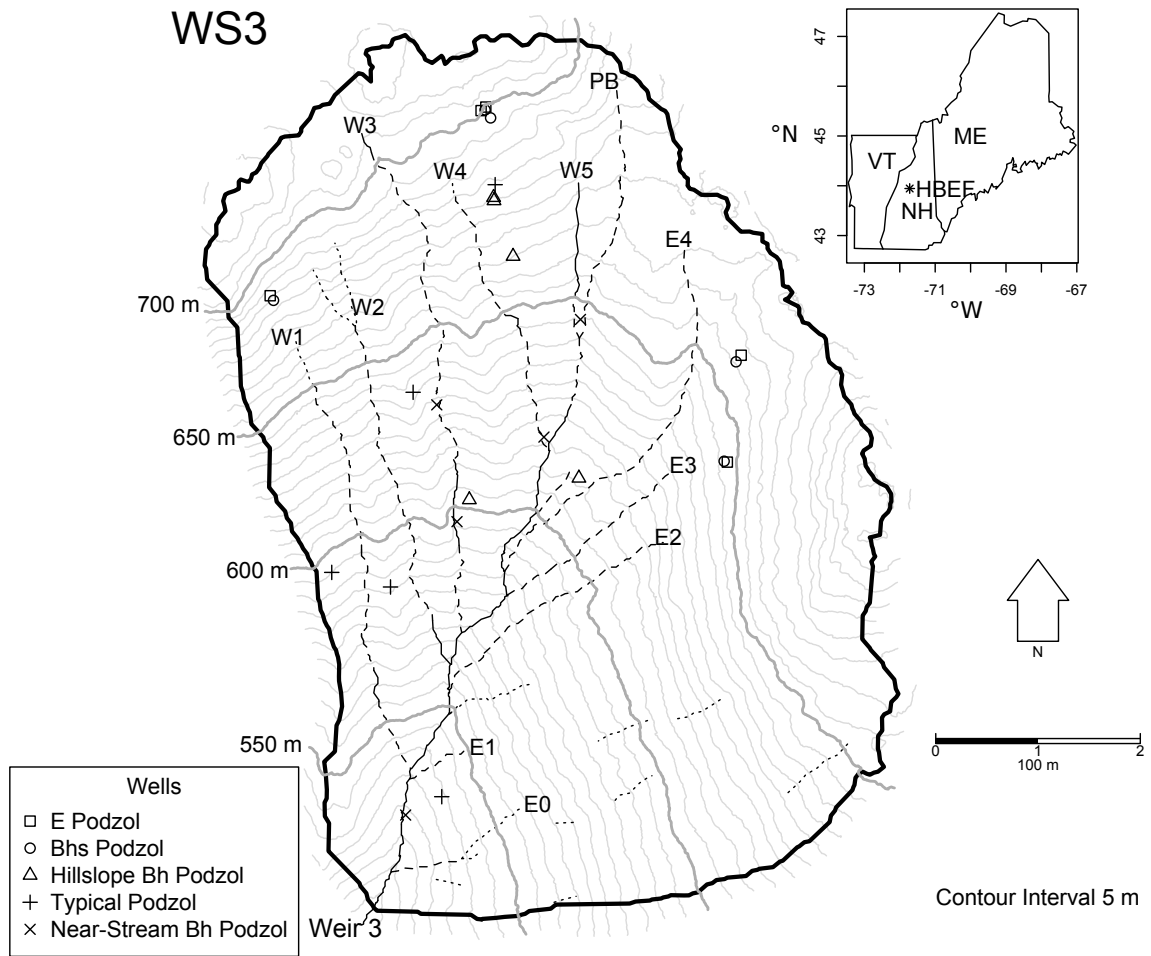 WS3
PB
W3
W4
W5
E4
W2
W1
700 m
650 m
E3
E2
600 m
550 m
E1
E0
Weir 3
Wells
E Podzol
Bhs Podzol
Hillslope Bh Podzol
Typical Podzol
Near-Stream Bh Podzol
47
45
43
°N
VT
ME
*HBEF
NH
-73
-71
-69
-67
°W
N
0
1
2
100 m
Contour Interval 5 m